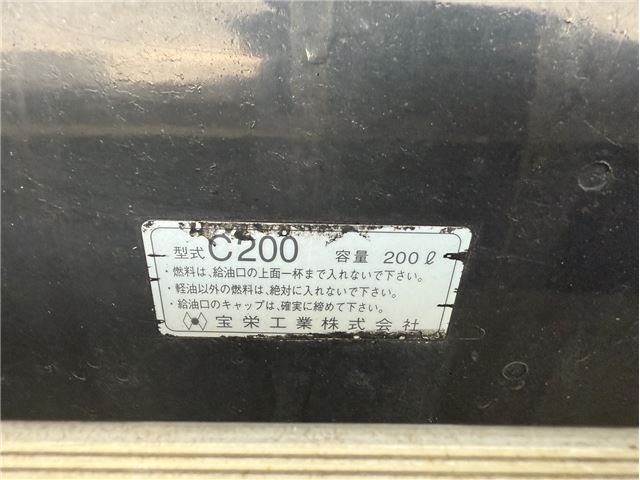 型式 C200 容量 200ℓ
・燃料は、給油口の上面一杯まで入れないで下さい。
・軽油以外の燃料は、絶対に入れないで下さい。
・給油口のキャップは、確実に締めて下さい。
宝栄工業株式会社